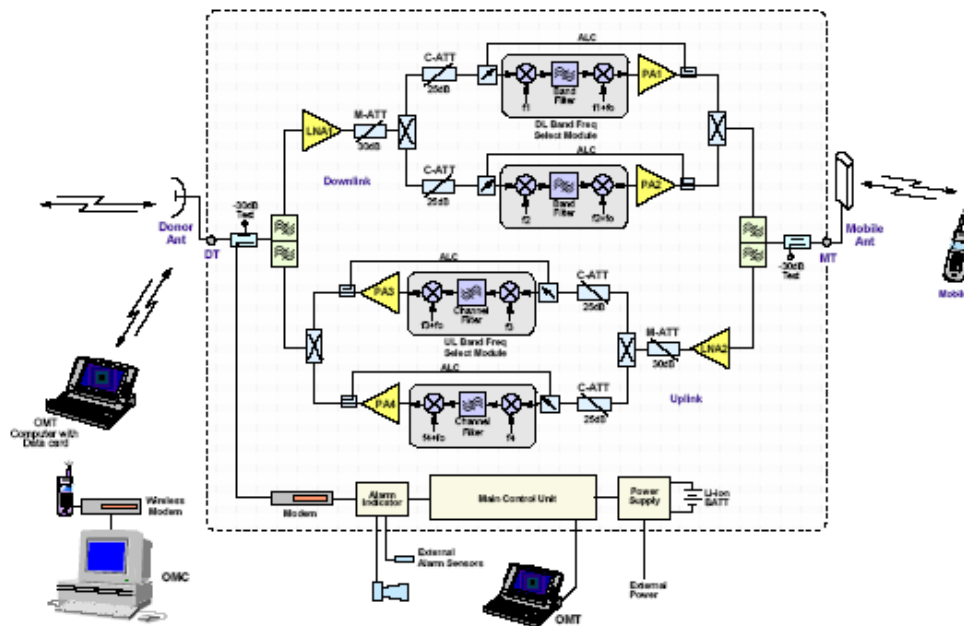 ALC
C-ATT
25dB
PA1
f1
Band
Filter
f1+fo
LNA1
M-ATT
30dB
DL Band Freq
Select Module
ALC
Downlink
C-ATT
25dB
PA2
f2
Band
Filter
f2+fo
-30dB
Test
Donor
Ant
DT
Mobile
Ant
MT
-30dB
Test
Mobile
ALC
C-ATT
25dB
PA3
f3+fo
Channel
Filter
f3
UL Band Freq
Select Module
M-ATT
30dB
LNA2
ALC
C-ATT
25dB
Uplink
PA4
f4+fo
Channel
Filter
f4
OMT
Computer with
Data card
Wireless
Modem
OMC
Modem
Alarm
Indicator
Main Control Unit
Power
Supply
Li-ion
BATT
External
Alarm Sensors
OMT
External
Power